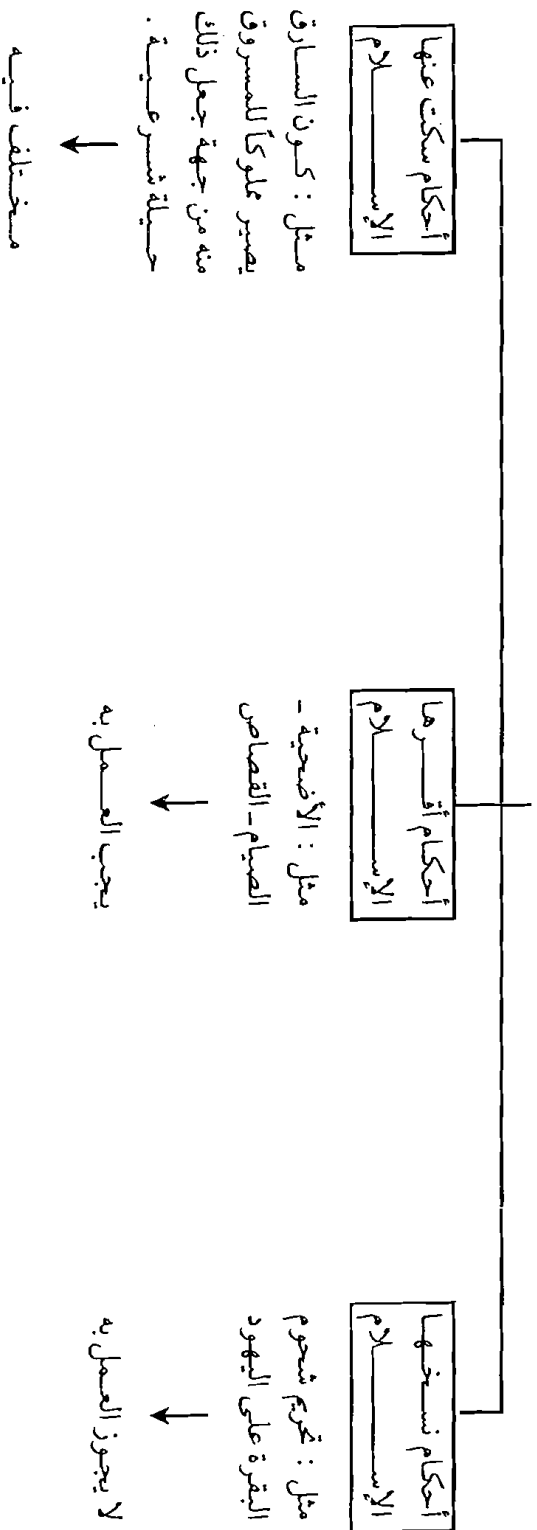 أحكام نسخها
الإسلام
مثل : تحريم شحوم
البقرة على اليهود
لا يجوز العمل به
أحكام أقرها
الإسلام
مثل : الأضحية -
الصيام - القصاص
يجب العمل به
أحكام سكت عنها
الإسلام
مثل : كون السارق
يصير مملوكاً للمسروق
منه من جهة جعل ذلك
حيلة شرعية .
مختلف فيه